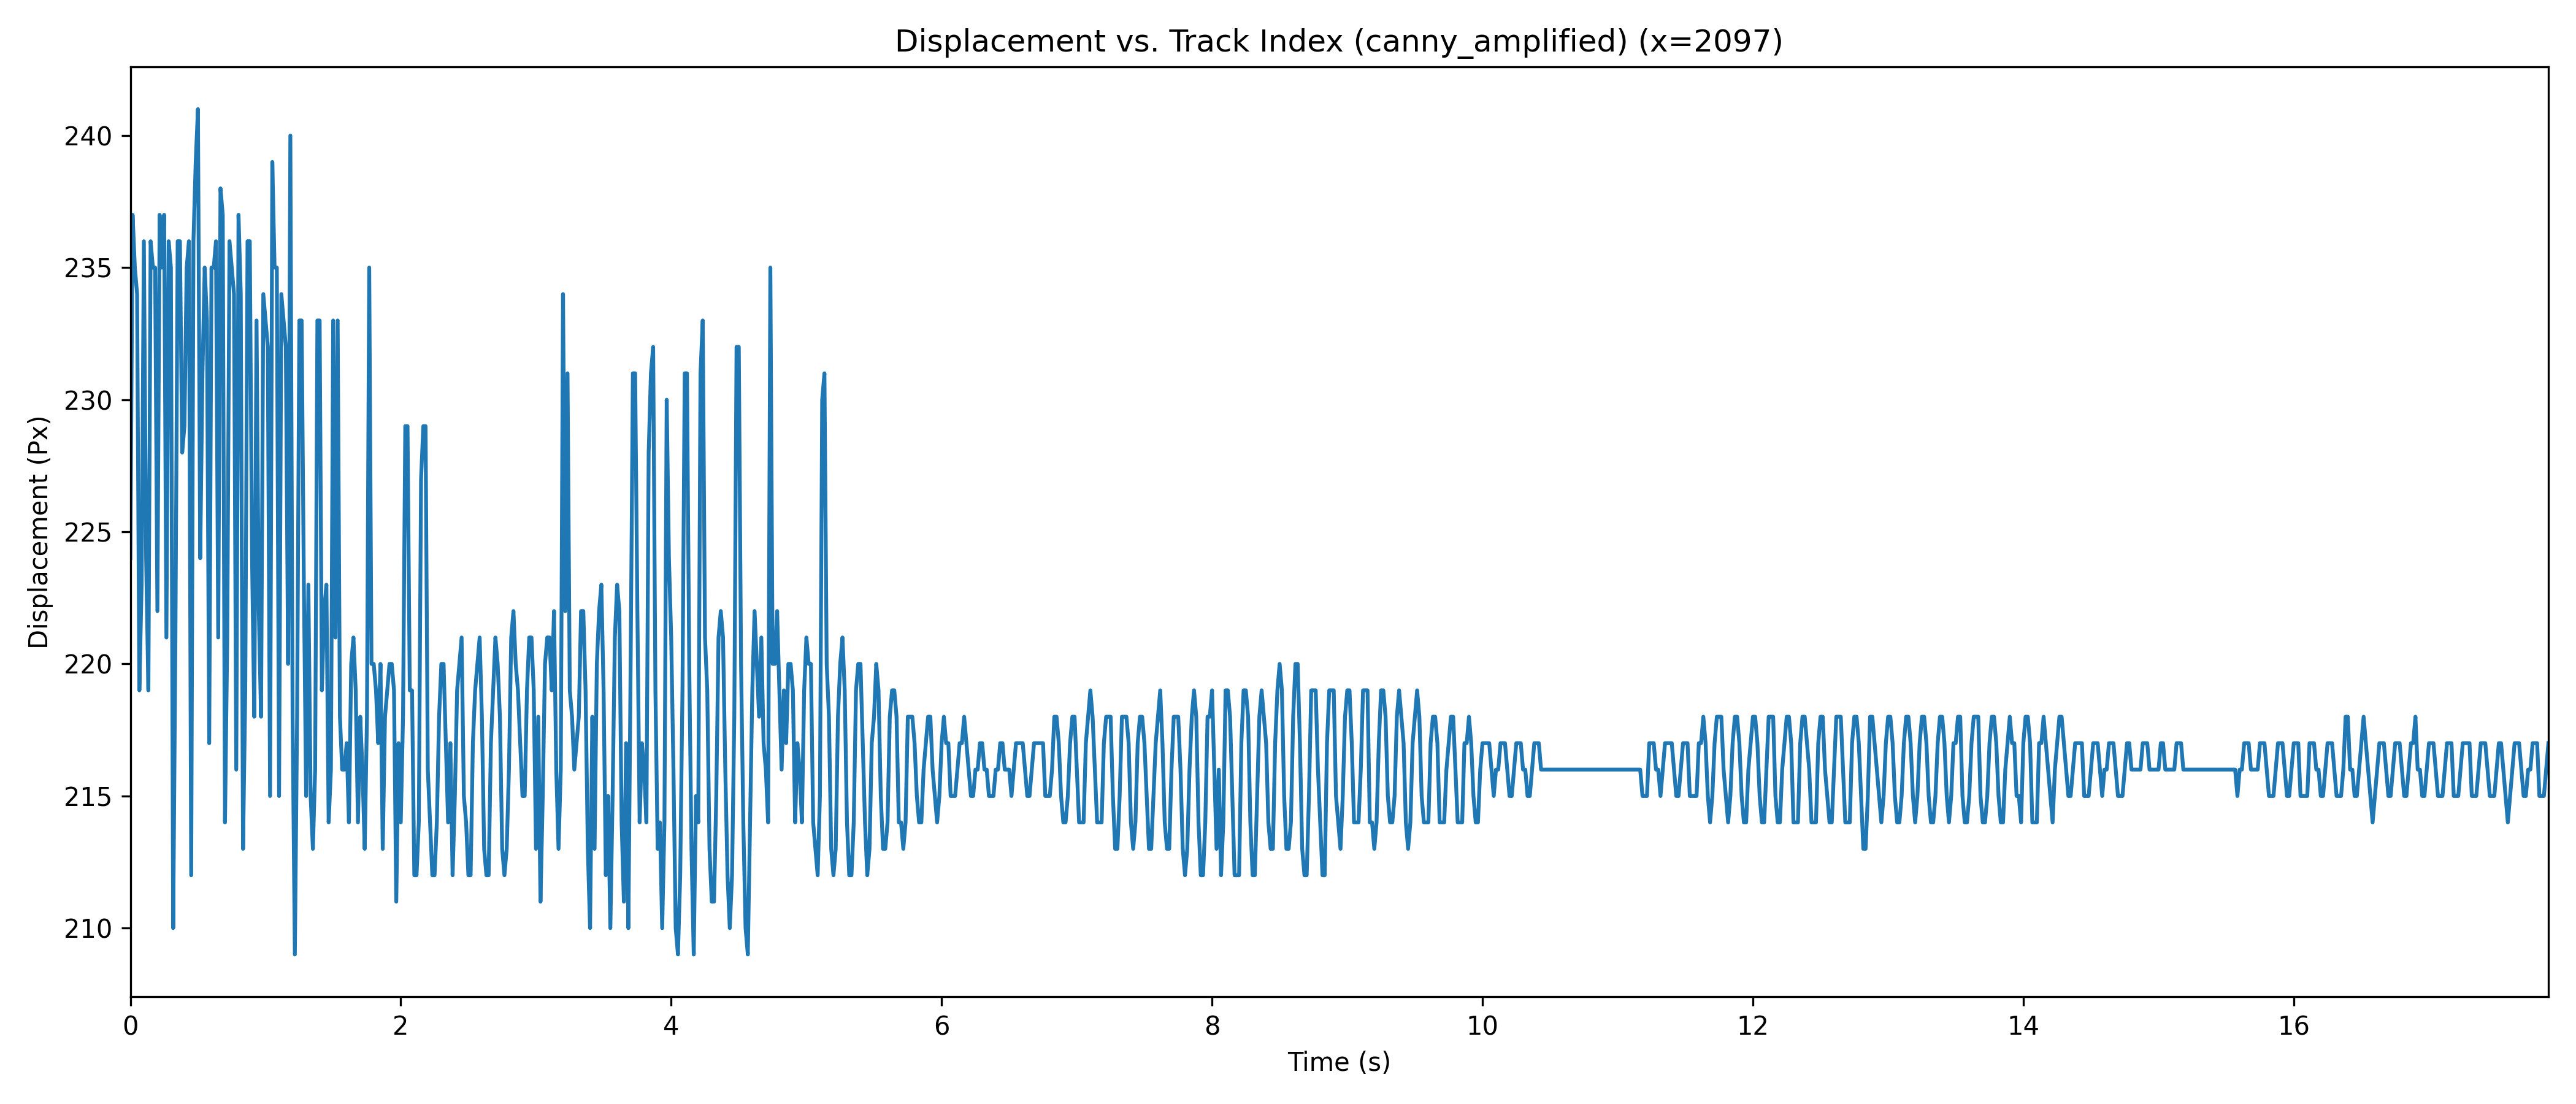 Displacement vs. Track Index (canny_amplified) (x=2097)
240
235
230
225
220
215
210
Displacement (Px)
0 2 4 6 8 10 12 14 16
Time (s)